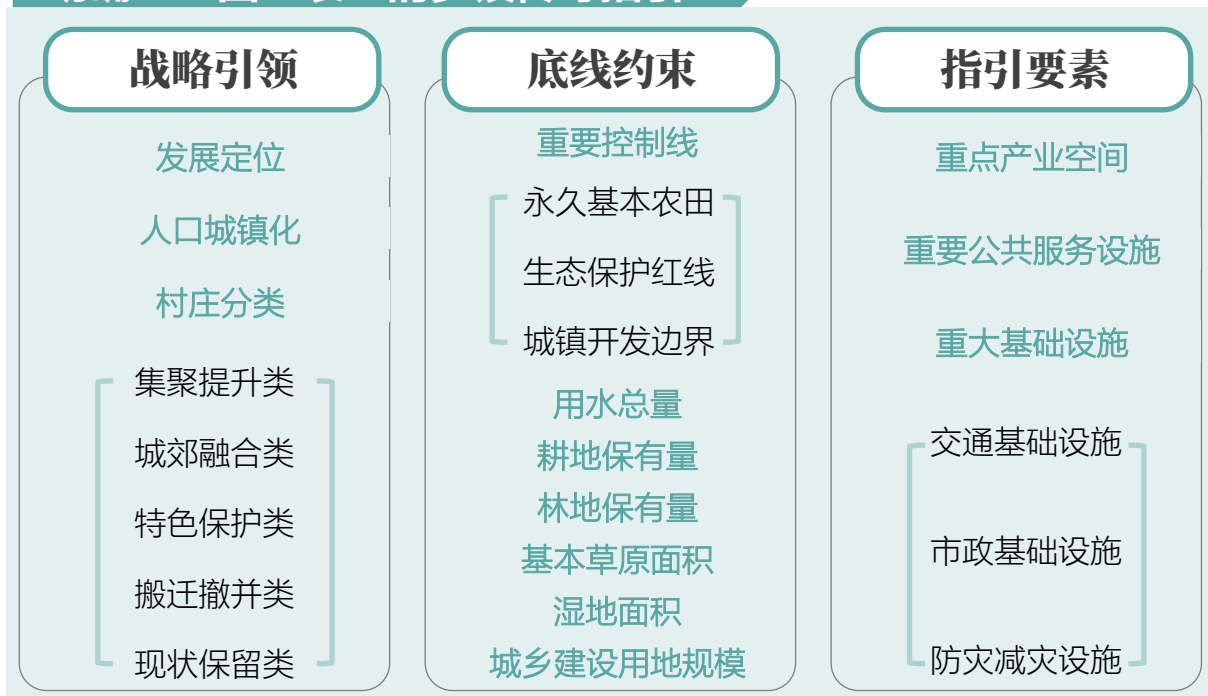 战略引领
发展定位
人口城镇化
村庄分类
集聚提升类
城郊融合类
特色保护类
搬迁撤并类
现状保留类
底线约束
重要控制线
永久基本农田
生态保护红线
城镇开发边界
用水总量
耕地保有量
林地保有量
基本草原面积
湿地面积
城乡建设用地规模
指引要素
重点产业空间
重要公共服务设施
重大基础设施
交通基础设施
市政基础设施
防灾减灾设施